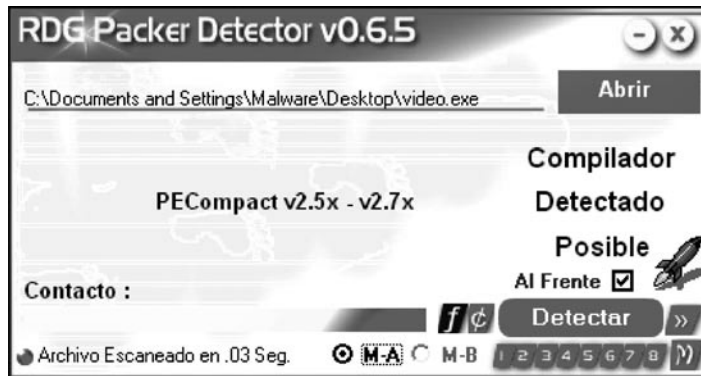 RDG Packer Detector v0.6.5
C:\Documents and Settings\Malware\Desktop\video.exe
Abrir
Compilador
PECompact v2.5x - v2.7x
Detectado
Posible
Al Frente
Contacto :
Detectar
Archivo Escaneado en .03 Seg.
M-A
M-B
1 2 3 4 5 6 7 8